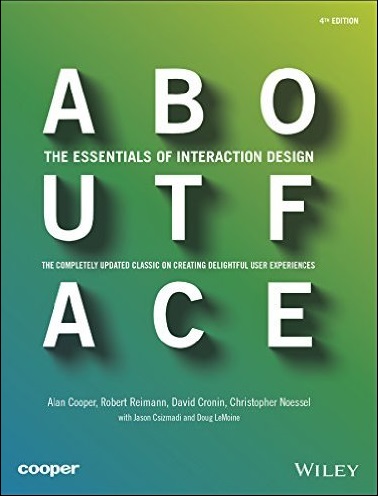 4TH EDITION
A B O
THE ESSENTIALS OF INTERACTION DESIGN
U T F
THE COMPLETELY UPDATED CLASSIC ON CREATING DELIGHTFUL USER EXPERIENCES
A C E
Alan Cooper, Robert Reimann, David Cronin, Christopher Noessel
with Jason Csizmadi and Doug LeMoine
cooper
WILEY